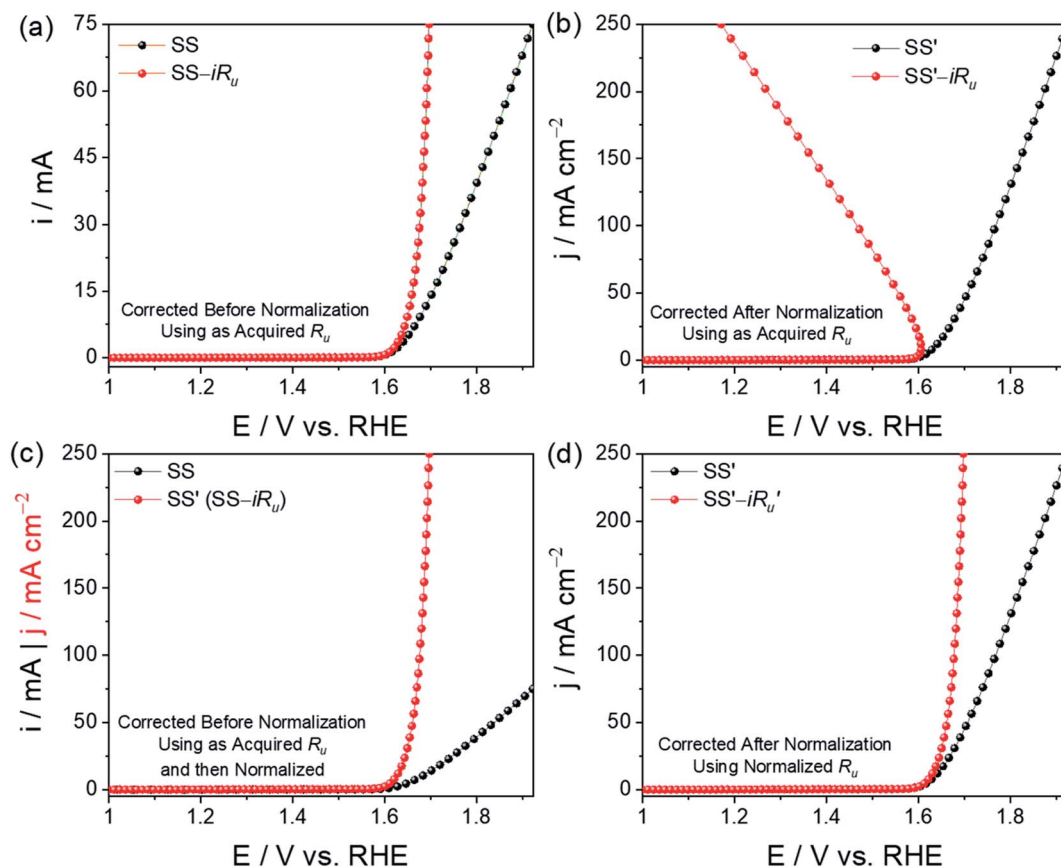 (a)
75
60
45
30
15
0
i / mA
SS
SS–iRᵤ
Corrected Before Normalization
Using as Acquired Rᵤ
1
1.2
1.4
1.6
1.8
E / V vs. RHE
(b)
250
200
150
100
50
0
j / mA cm⁻²
SS'
SS'–iRᵤ
Corrected After Normalization
Using as Acquired Rᵤ
1
1.2
1.4
1.6
1.8
E / V vs. RHE
(c)
250
200
150
100
50
0
i / mA | j / mA cm⁻²
SS
SS' (SS–iRᵤ)
Corrected Before Normalization
Using as Acquired Rᵤ
and then Normalized
1
1.2
1.4
1.6
1.8
E / V vs. RHE
(d)
250
200
150
100
50
0
j / mA cm⁻²
SS'
SS'–iRᵤ'
Corrected After Normalization
Using Normalized Rᵤ
1
1.2
1.4
1.6
1.8
E / V vs. RHE